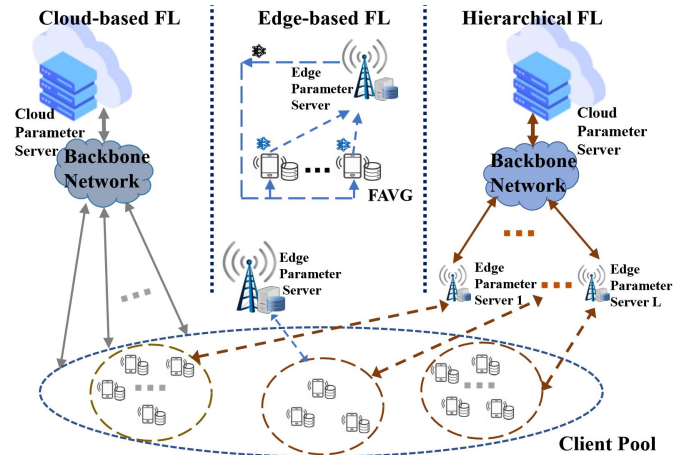 Cloud-based FL
Edge-based FL
Hierarchical FL
Cloud
Parameter
Server
Backbone
Network
Edge
Parameter
Server
FAVG
Edge
Parameter
Server
Cloud
Parameter
Server
Backbone
Network
Edge
Parameter
Server 1
Edge
Parameter
Server L
Client Pool